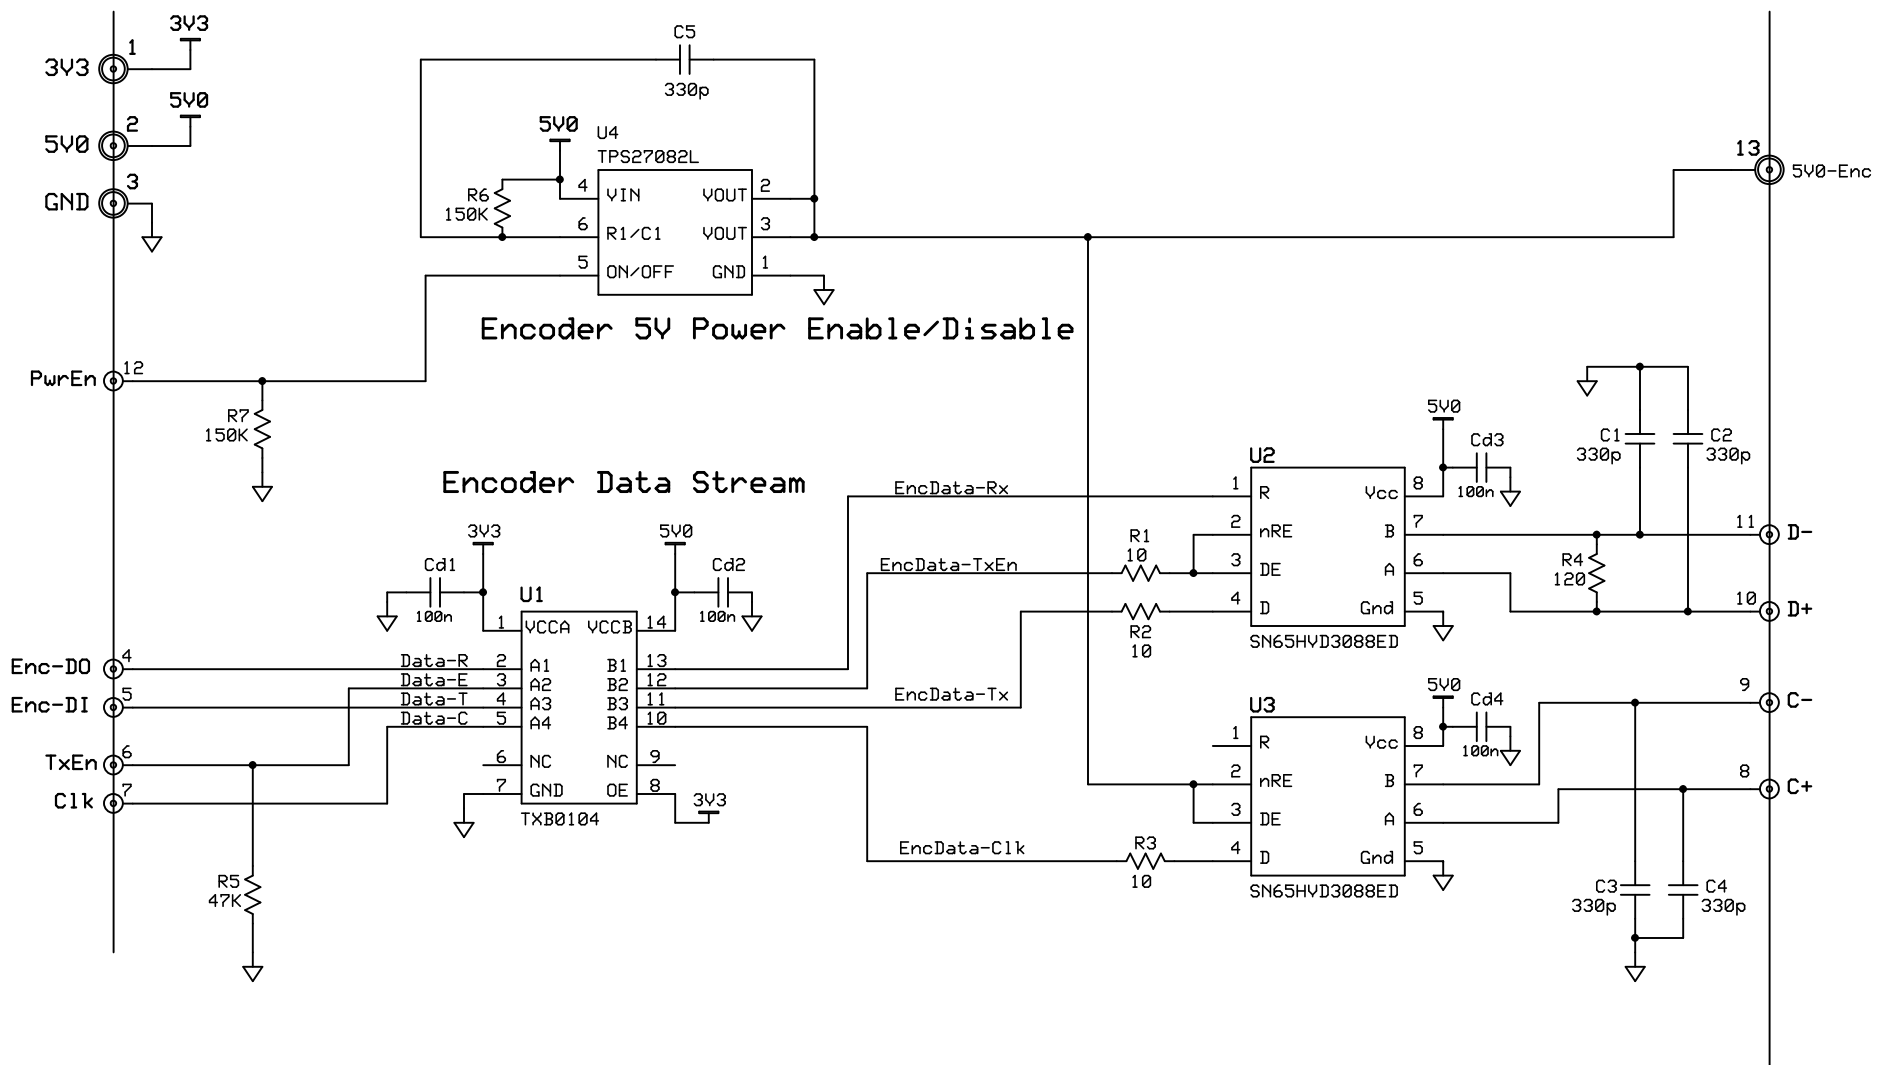 3V3
1
3V3
5V0
2
5V0
GND
3
C5
330p
5V0
U4
TPS27082L
R6
150K
4
VIN
VOUT
2
6
R1/C1
VOUT
3
5
ON/OFF
GND
1
Encoder 5V Power Enable/Disable
13
5V0-Enc
PwrEn
12
R7
150K
Encoder Data Stream
3V3
5V0
Cd1
100n
Cd2
100n
U1
1
VCCA
VCCB
14
Enc-DO
4
Data-R
2
A1
B1
13
Data-E
3
A2
B2
12
Enc-DI
5
Data-T
4
A3
B3
11
Data-C
5
A4
B4
10
TxEn
6
6
NC
NC
9
Clk
7
7
GND
OE
8
3V3
TXB0104
R5
47K
EncData-Rx
EncData-TxEn
EncData-Tx
EncData-Clk
R1
10
R2
10
R3
10
5V0
Cd3
100n
U2
1
R
Vcc
8
2
nRE
B
7
3
DE
A
6
4
D
Gnd
5
SN65HVD3088ED
C1
330p
C2
330p
R4
120
11
D-
10
D+
5V0
Cd4
100n
U3
1
R
Vcc
8
2
nRE
B
7
3
DE
A
6
4
D
Gnd
5
SN65HVD3088ED
9
C-
8
C+
C3
330p
C4
330p